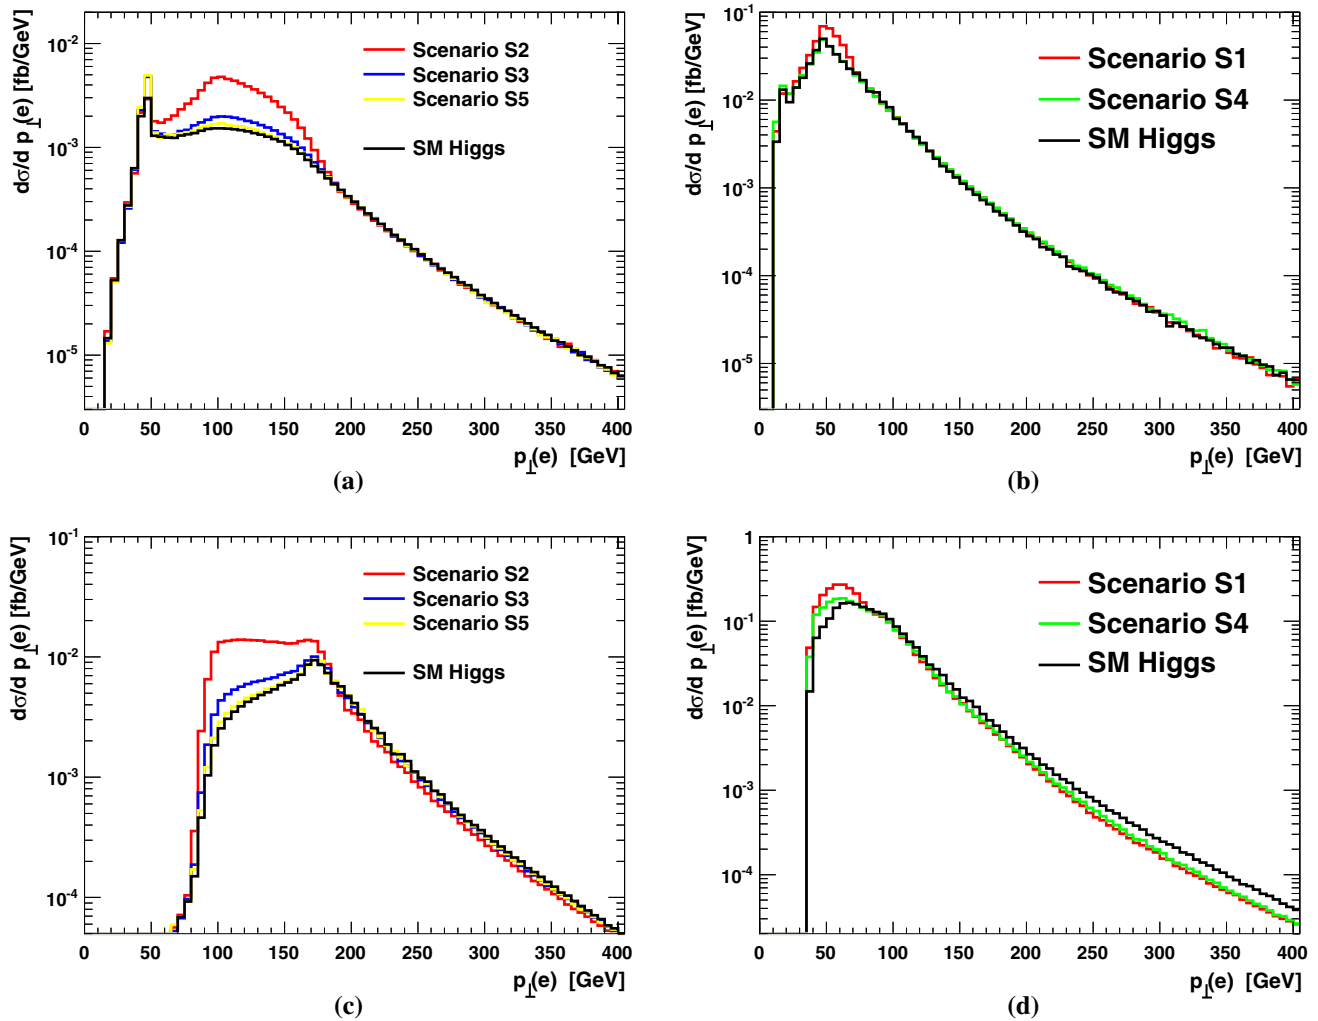 dσ/d p⊥(e) [fb/GeV]
10⁻²
10⁻³
10⁻⁴
10⁻⁵
Scenario S2
Scenario S3
Scenario S5
SM Higgs
0 50 100 150 200 250 300 350 400
p⊥(e) [GeV]
(a)
dσ/d p⊥(e) [fb/GeV]
10⁻¹
10⁻²
10⁻³
10⁻⁴
10⁻⁵
Scenario S1
Scenario S4
SM Higgs
0 50 100 150 200 250 300 350 400
p⊥(e) [GeV]
(b)
dσ/d p⊥(e) [fb/GeV]
10⁻¹
10⁻²
10⁻³
10⁻⁴
Scenario S2
Scenario S3
Scenario S5
SM Higgs
0 50 100 150 200 250 300 350 400
p⊥(e) [GeV]
(c)
dσ/d p⊥(e) [fb/GeV]
1
10⁻¹
10⁻²
10⁻³
10⁻⁴
Scenario S1
Scenario S4
SM Higgs
0 50 100 150 200 250 300 350 400
p⊥(e) [GeV]
(d)